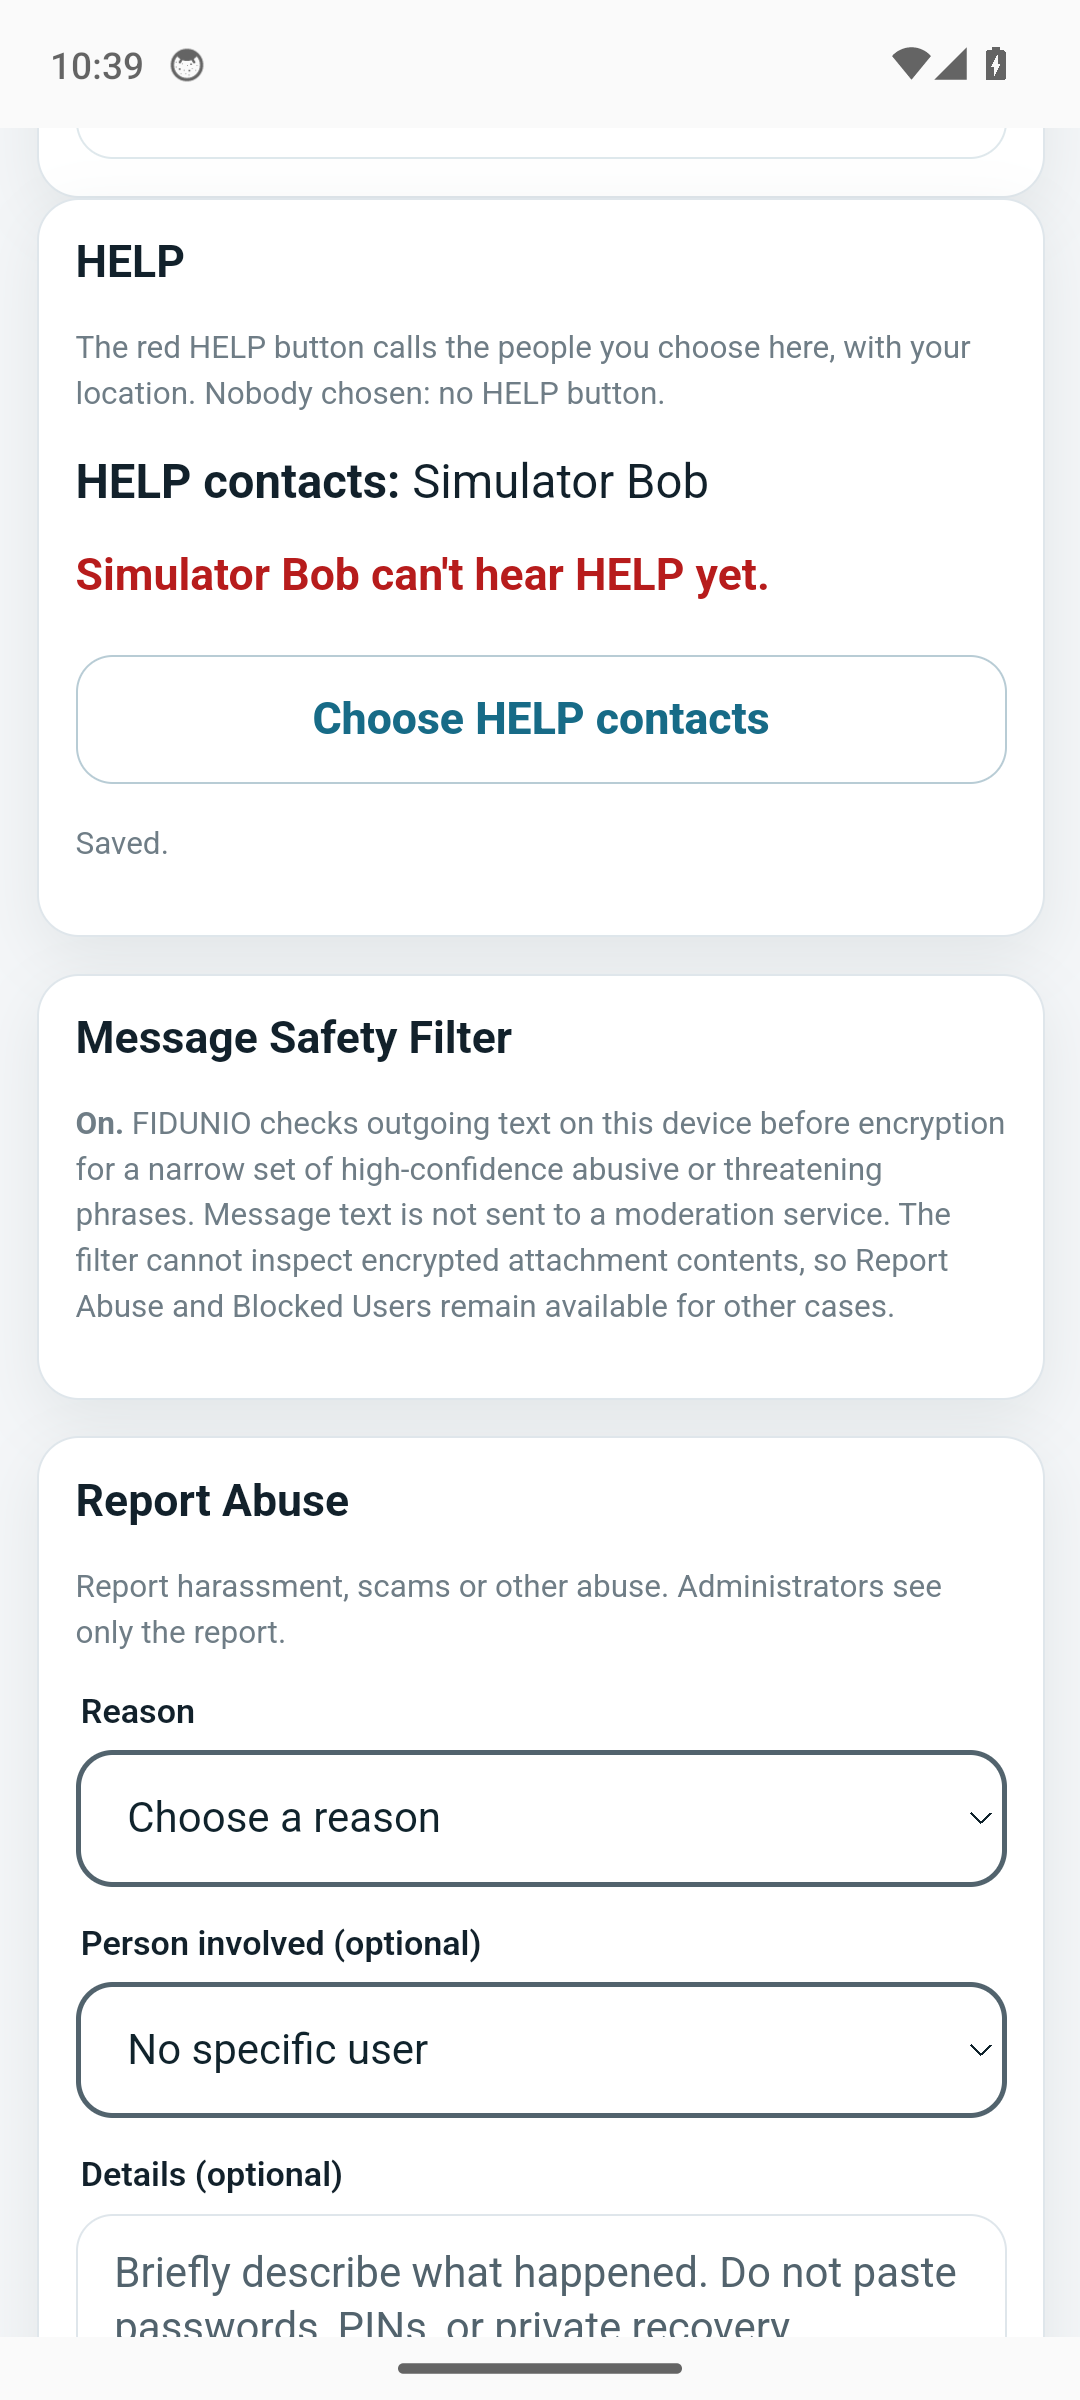 10:39
HELP
The red HELP button calls the people you choose here, with your
location. Nobody chosen: no HELP button.
HELP contacts: Simulator Bob
Simulator Bob can't hear HELP yet.
Choose HELP contacts
Saved.
Message Safety Filter
On. FIDUNIO checks outgoing text on this device before encryption
for a narrow set of high-confidence abusive or threatening
phrases. Message text is not sent to a moderation service. The
filter cannot inspect encrypted attachment contents, so Report
Abuse and Blocked Users remain available for other cases.
Report Abuse
Report harassment, scams or other abuse. Administrators see
only the report.
Reason
Choose a reason
Person involved (optional)
No specific user
Details (optional)
Briefly describe what happened. Do not paste
passwords, PINs, or private recovery